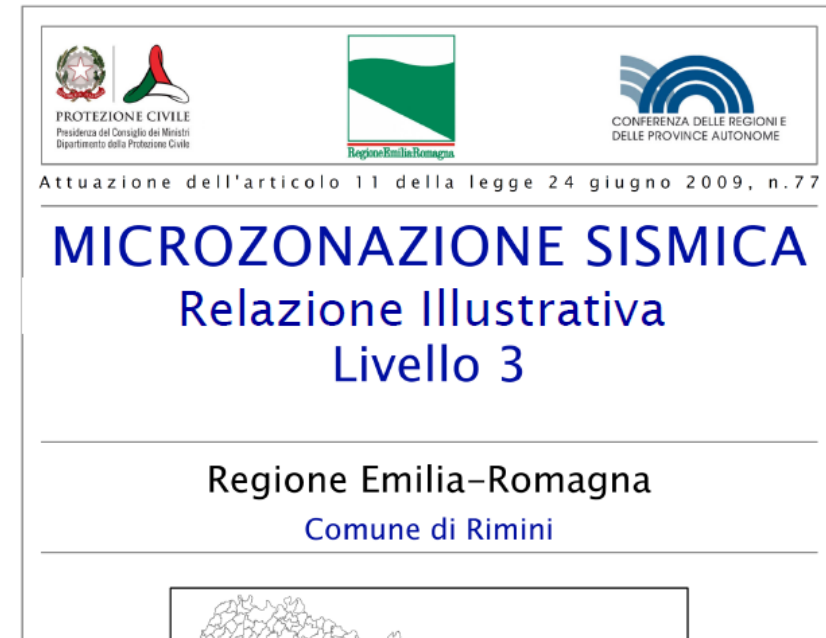 PROTEZIONE CIVILE
Presidenza del Consiglio dei Ministri
Dipartimento della Protezione Civile
RegioneEmiliaRomagna
CONFERENZA DELLE REGIONI E
DELLE PROVINCE AUTONOME
Attuazione dell'articolo 11 della legge 24 giugno 2009, n.77
MICROZONAZIONE SISMICA
Relazione Illustrativa
Livello 3
Regione Emilia-Romagna
Comune di Rimini